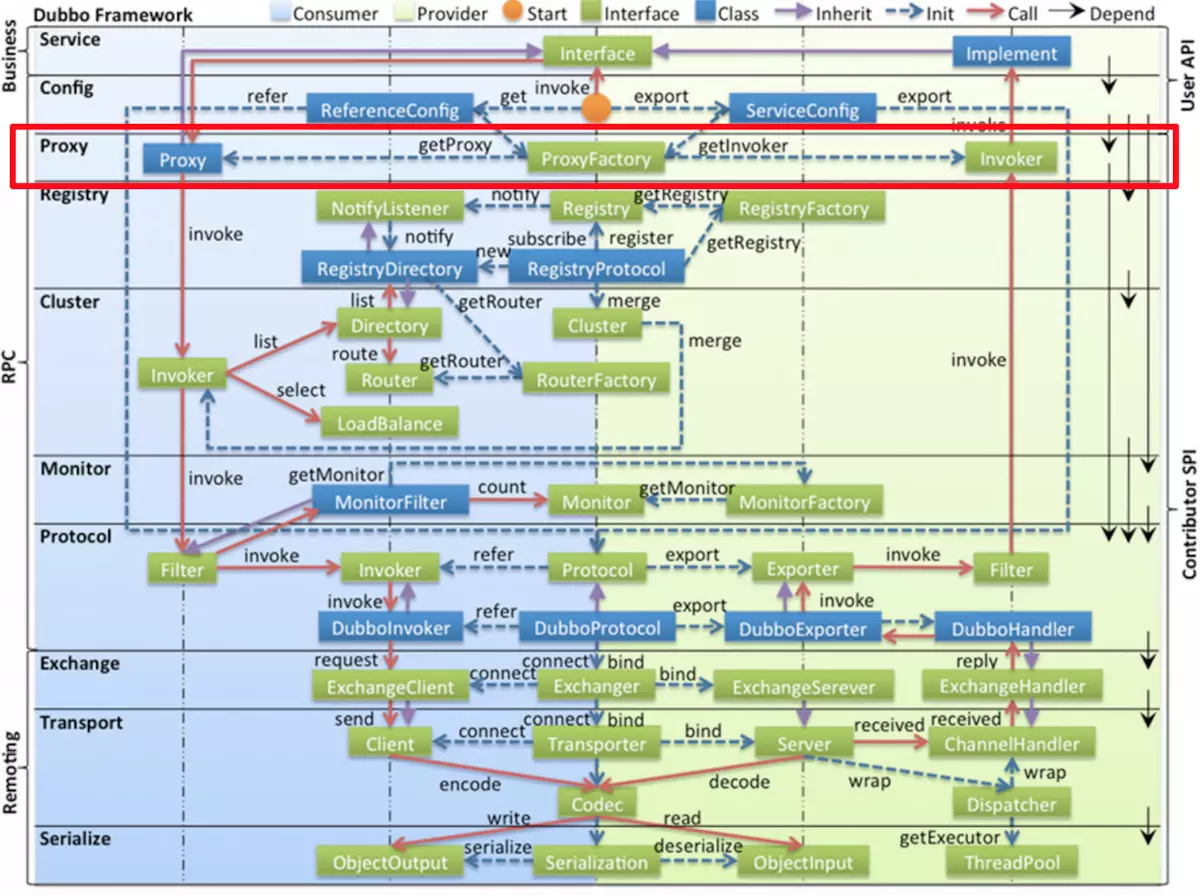 Dubbo Framework
Consumer
Provider
Start
Interface
Class
Inherit
Init
Call
Depend
Business
Service
Interface
Implement
User API
Config
refer
ReferenceConfig
get
invoke
export
ServiceConfig
export
invoke
Proxy
Proxy
getProxy
ProxyFactory
getInvoker
Invoker
Registry
NotifyListener
notify
Registry
getRegistry
RegistryFactory
invoke
notify
subscribe
register
getRegistry
RegistryDirectory
new
RegistryProtocol
RPC
Cluster
list
getRouter
merge
Directory
Cluster
list
route
getRouter
merge
Invoker
Router
RouterFactory
invoke
select
LoadBalance
Contributor SPI
Monitor
invoke
getMonitor
MonitorFilter
count
Monitor
getMonitor
MonitorFactory
Protocol
Filter
invoke
Invoker
refer
Protocol
export
Exporter
invoke
Filter
invoke
DubboInvoker
refer
DubboProtocol
export
DubboExporter
invoke
DubboHandler
Remoting
Exchange
request
connect
bind
reply
ExchangeClient
connect
Exchanger
bind
ExchangeSerever
ExchangeHandler
Transport
send
connect
bind
received
received
Client
connect
Transporter
bind
Server
ChannelHandler
encode
decode
wrap
wrap
Codec
Dispatcher
write
read
Serialize
getExecutor
ObjectOutput
serialize
Serialization
deserialize
ObjectInput
ThreadPool